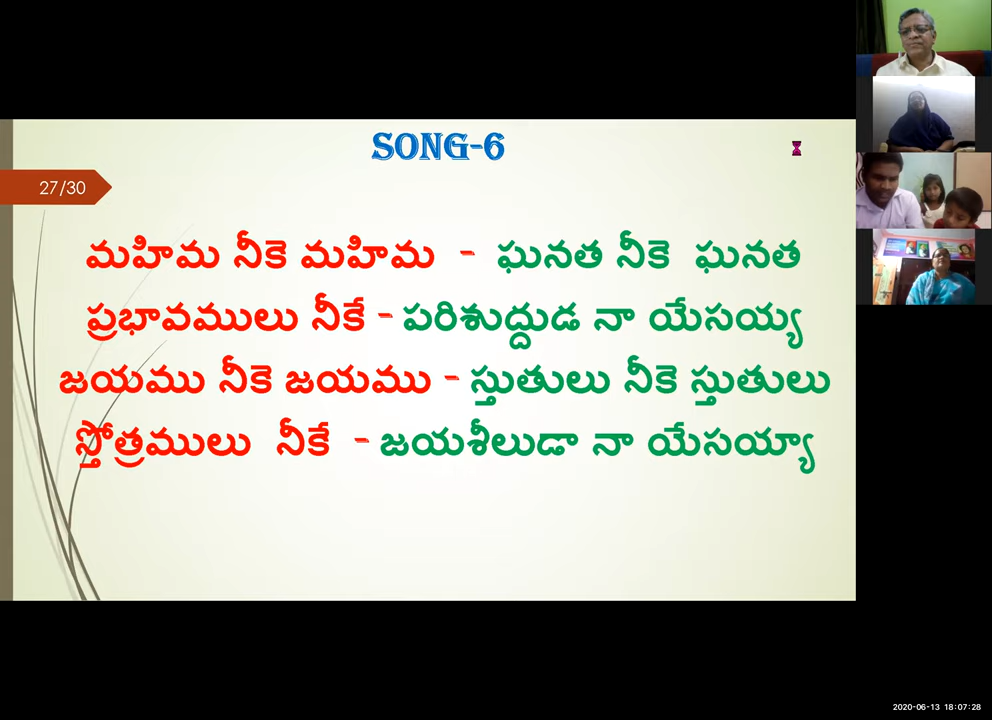 SONG-6
27/30
మహిమ నీకె మహిమ - ఘనత నీకె ఘనత
ప్రభావములు నీకే - పరిశుద్దుడ నా యేసయ్య
జయము నీకె జయము - స్తుతులు నీకె స్తుతులు
స్తోత్రములు నీకే - జయశీలుడా నా యేసయ్యా
2020-06-13 18:07:28